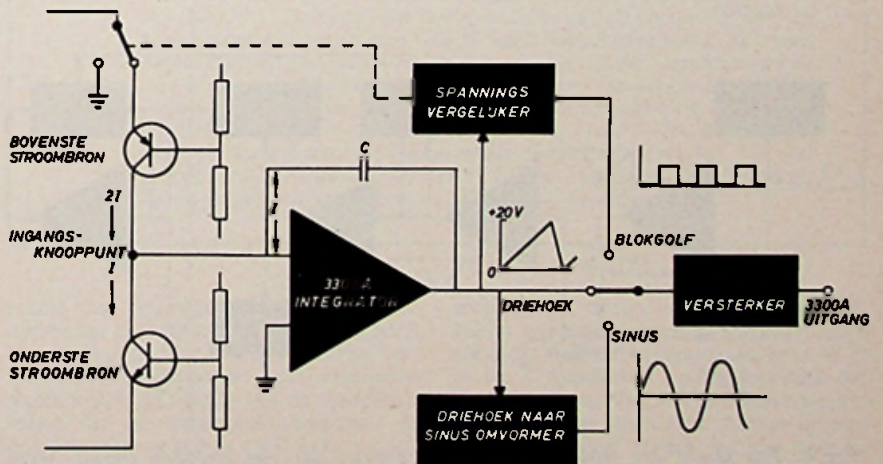 SPANNINGS
VERGELIJKER
BOVENSTE
STROOMBRON
C
2I
I
+20V
INGANGS-
KNOOPPUNT
I
0
BLOKGOLF
3300A
INTEGRATOR
DRIEHOEK
VERSTERKER
3300A
UITGANG
SINUS
ONDERSTE
STROOMBRON
DRIEHOEK NAAR
SINUS OMVORMER